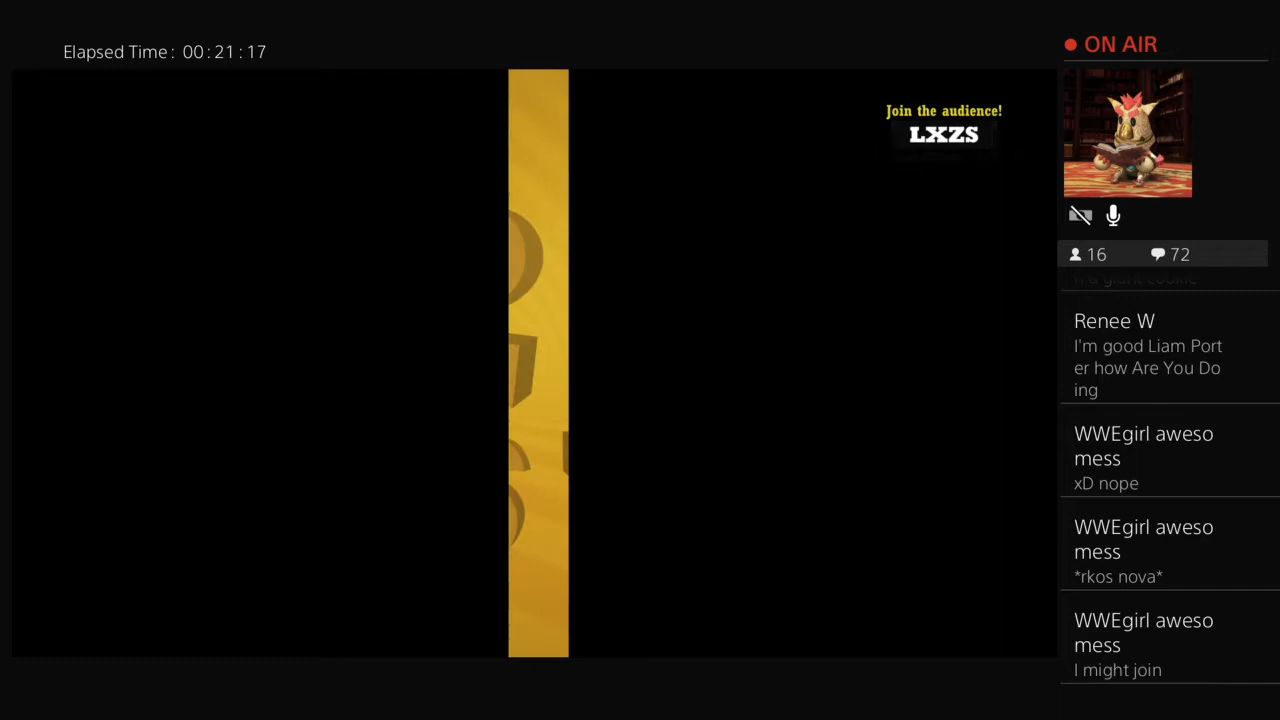 Elapsed Time: 00:21:17
ON AIR
Join the audience!
LXZS
16
72
Renee W
I'm good Liam Port
er how Are You Do
ing
WWEgirl aweso
mess
xD nope
WWEgirl aweso
mess
*rkos nova*
WWEgirl aweso
mess
I might join